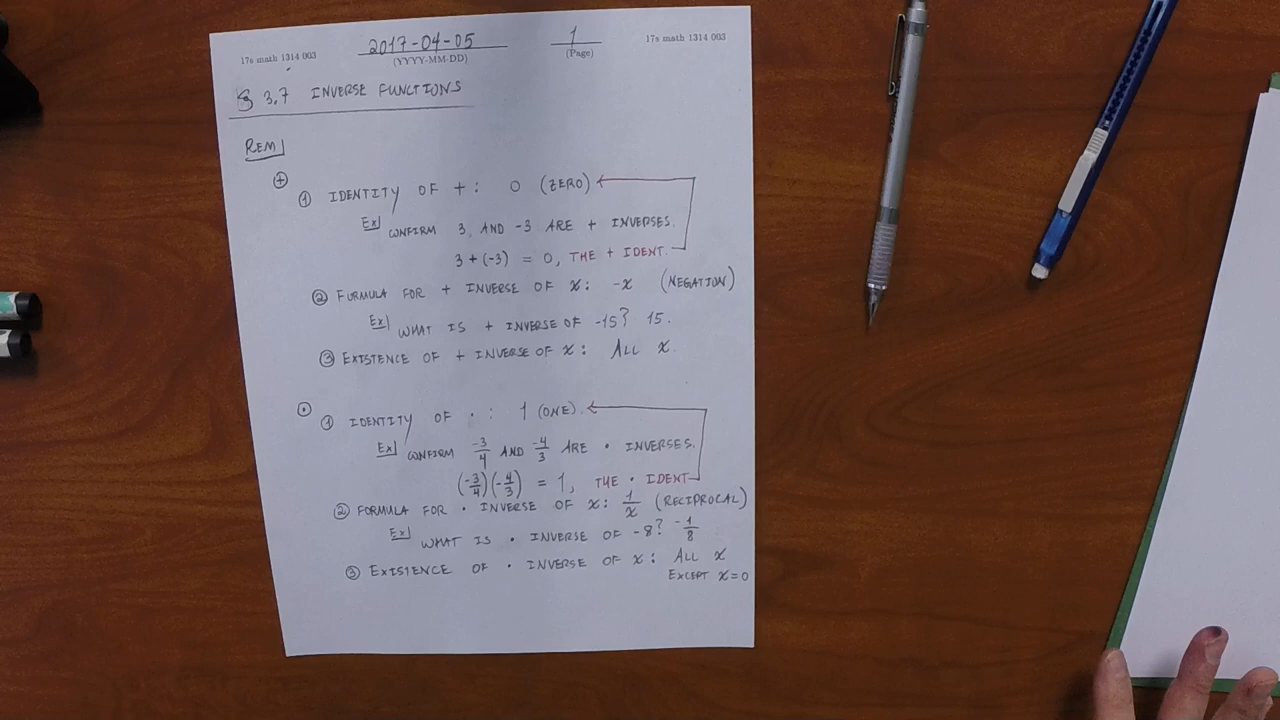 17s math 1314 003 2017-04-05 1 17s math 1314 003
(YYYY-MM-DD) (Page)
§ 3.7 INVERSE FUNCTIONS
REM
⊕
① IDENTITY OF + : 0 (ZERO)
Ex CONFIRM 3 AND -3 ARE + INVERSES.
3 + (-3) = 0, THE + IDENT.
② FORMULA FOR + INVERSE OF x: -x (NEGATION)
Ex WHAT IS + INVERSE OF -15? 15.
③ EXISTENCE OF + INVERSE OF x: ALL x.
⊙
① IDENTITY OF · : 1 (ONE).
Ex CONFIRM -3/4 AND -4/3 ARE · INVERSES.
(-3/4)(-4/3) = 1, THE · IDENT
② FORMULA FOR · INVERSE OF x: 1/x (RECIPROCAL)
Ex WHAT IS · INVERSE OF -8? -1/8
③ EXISTENCE OF · INVERSE OF x: ALL x
EXCEPT x=0